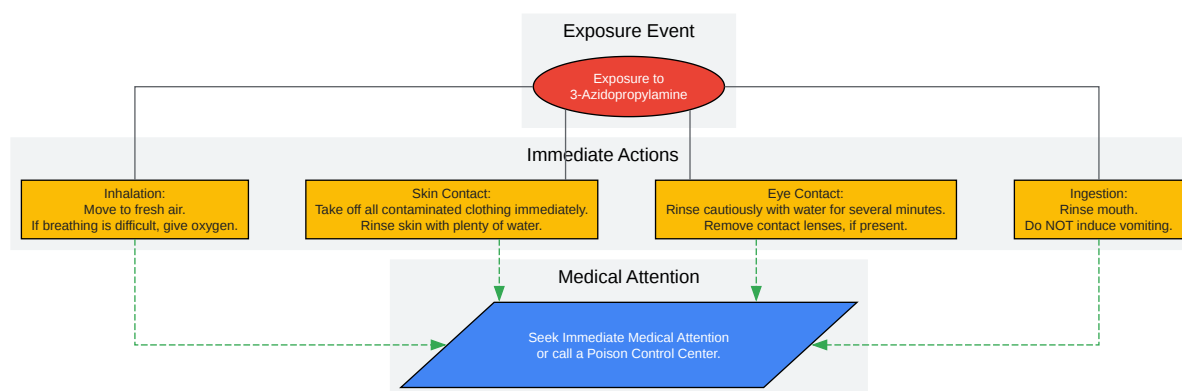 Exposure Event
Exposure to
3-Azidopropylamine
Immediate Actions
Inhalation:
Move to fresh air.
If breathing is difficult, give oxygen.
Skin Contact:
Take off all contaminated clothing immediately.
Rinse skin with plenty of water.
Eye Contact:
Rinse cautiously with water for several minutes.
Remove contact lenses, if present.
Ingestion:
Rinse mouth.
Do NOT induce vomiting.
Medical Attention
Seek Immediate Medical Attention
or call a Poison Control Center.